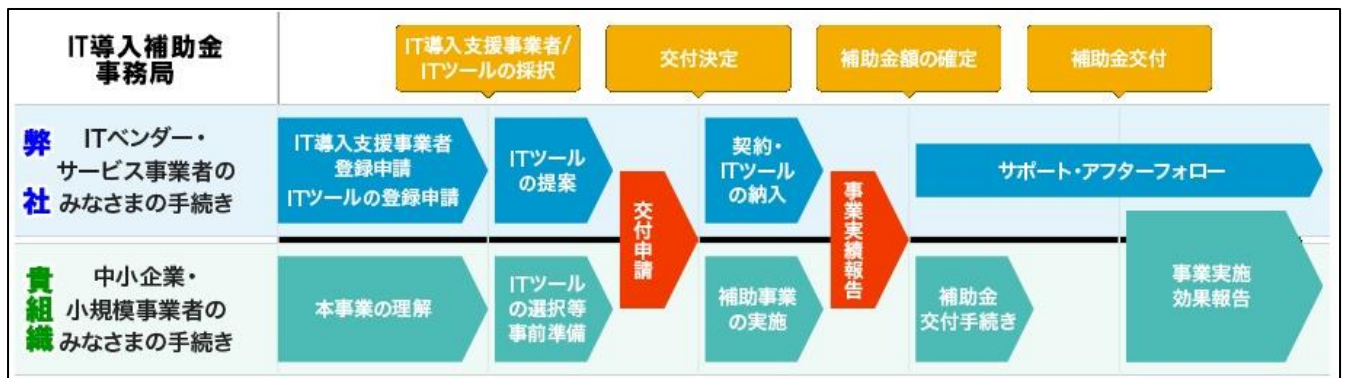 IT導入補助金
事務局
IT導入支援事業者/
ITツールの採択
交付決定
補助金額の確定
補助金交付
弊社
ITベンダー・
サービス事業者の
みなさまの手続き
IT導入支援事業者
登録申請
ITツールの登録申請
ITツール
の提案
交付申請
契約・
ITツール
の納入
事業実績報告
サポート・アフターフォロー
貴組織
中小企業・
小規模事業者の
みなさまの手続き
本事業の理解
ITツール
の選択等
事前準備
補助事業
の実施
補助金
交付手続き
事業実施
効果報告